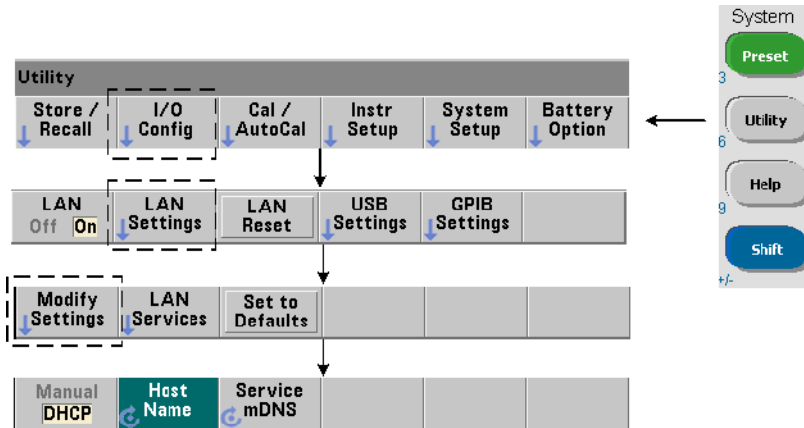 System
Preset
3
Utility
6
Help
9
Shift
+/-
Utility
Store / Recall
I/O Config
Cal / AutoCal
Instr Setup
System Setup
Battery Option
LAN Off On
LAN Settings
LAN Reset
USB Settings
GPIB Settings
Modify Settings
LAN Services
Set to Defaults
Manual DHCP
Host Name
Service mDNS